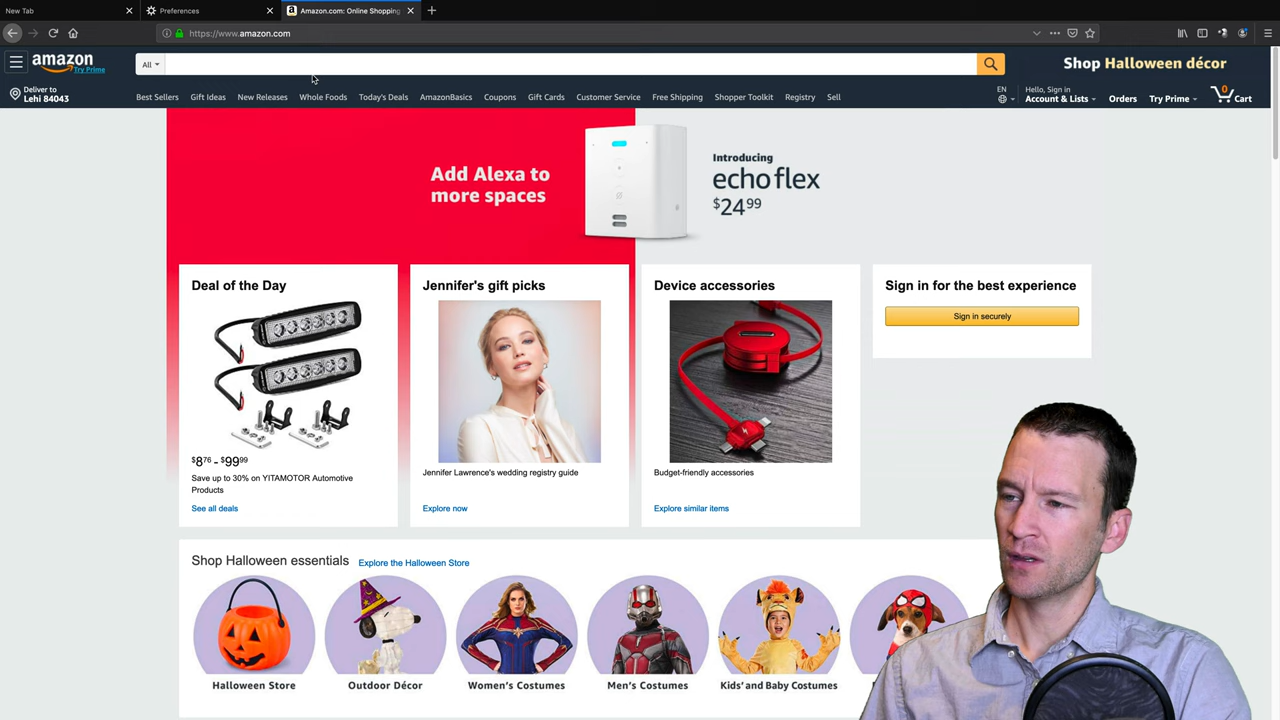 New Tab
Preferences
Amazon.com: Online Shopping
https://www.amazon.com
amazon
Try Prime
All
Shop Halloween décor
Deliver to
Lehi 84043
Best Sellers
Gift Ideas
New Releases
Whole Foods
Today's Deals
AmazonBasics
Coupons
Gift Cards
Customer Service
Free Shipping
Shopper Toolkit
Registry
Sell
EN
Hello, Sign in
Account & Lists
Orders
Try Prime
0
Cart
Add Alexa to
more spaces
Introducing
echo flex
$24.99
Deal of the Day
$8.76 - $99.99
Save up to 30% on YITAMOTOR Automotive
Products
See all deals
Jennifer's gift picks
Jennifer Lawrence's wedding registry guide
Explore now
Device accessories
Budget-friendly accessories
Explore similar items
Sign in for the best experience
Sign in securely
Shop Halloween essentials
Explore the Halloween Store
Halloween Store
Outdoor Décor
Women's Costumes
Men's Costumes
Kids' and Baby Costumes